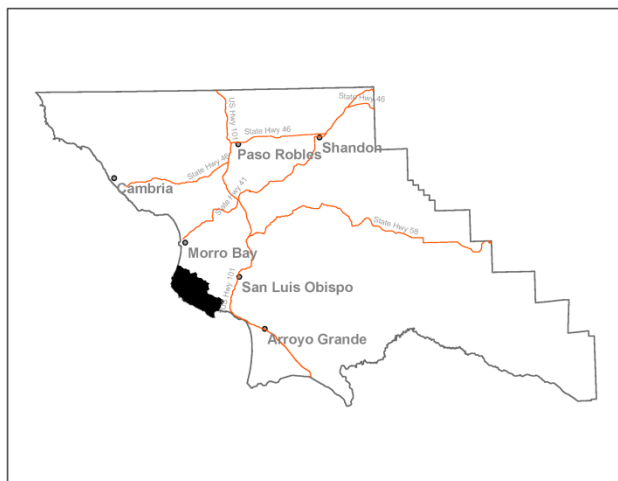 State Hwy 46
US Hwy 101
State Hwy 46
Shandon
Paso Robles
State Hwy 46
Cambria
State Hwy 41
State Hwy 58
Morro Bay
US Hwy 101
San Luis Obispo
Arroyo Grande